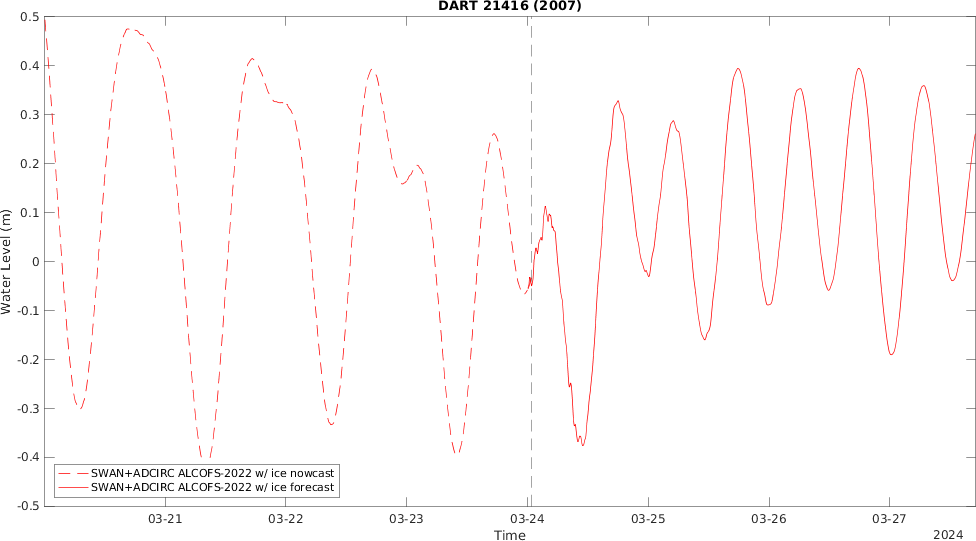 DART 21416 (2007)
Water Level (m)
0.5
0.4
0.3
0.2
0.1
0
-0.1
-0.2
-0.3
-0.4
-0.5
SWAN+ADCIRC ALCOFS-2022 w/ ice nowcast
SWAN+ADCIRC ALCOFS-2022 w/ ice forecast
03-21 03-22 03-23 03-24 03-25 03-26 03-27
Time
2024